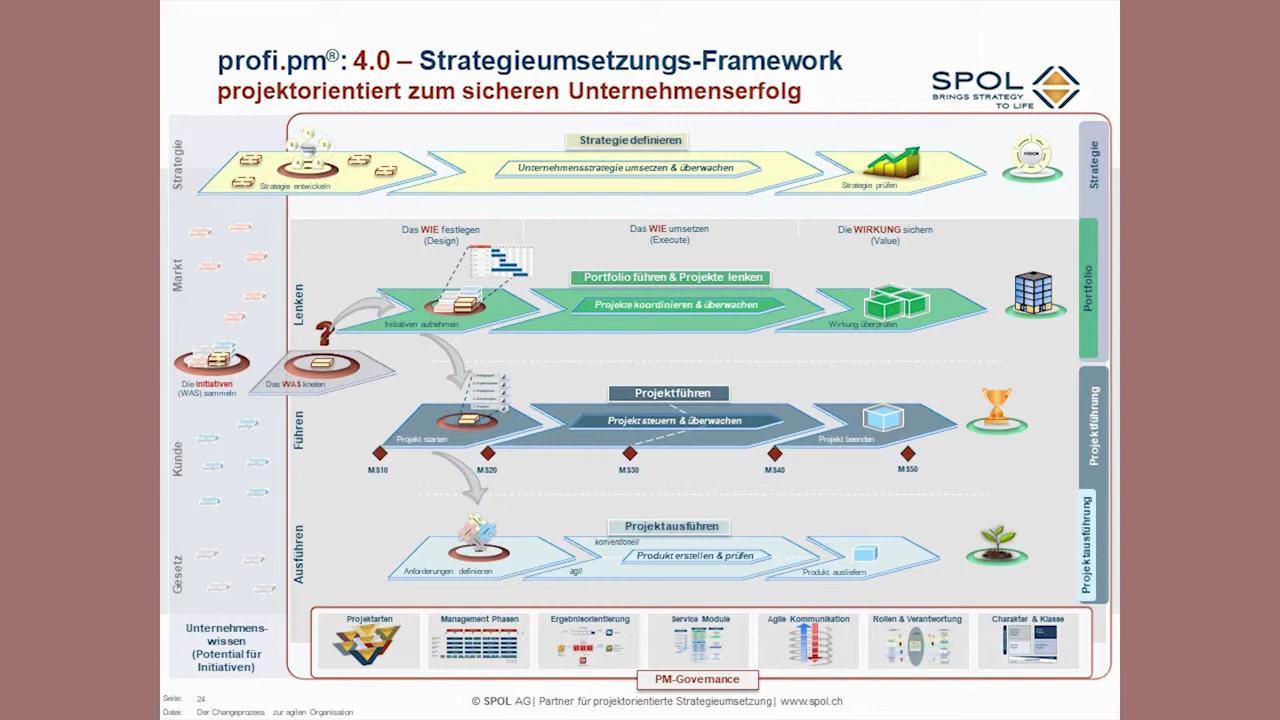 profi.pm®: 4.0 – Strategieumsetzungs-Framework
projektorientiert zum sicheren Unternehmenserfolg
SPOL
BRINGS STRATEGY
TO LIFE
Strategie
Strategie definieren
Strategie entwickeln
Unternehmensstrategie umsetzen & überwachen
Strategie prüfen
VISION
Strategie
Das WIE festlegen
(Design)
Das WIE umsetzen
(Execute)
Die WIRKUNG sichern
(Value)
Markt
Lenken
Portfolio führen & Projekte lenken
Initiativen aufnehmen
Projekte koordinieren & überwachen
Wirkung überprüfen
Portfolio
?
Die Initiativen
(WAS) sammeln
Das WAS kneten
Kunde
Führen
Projektführen
Projekt starten
Projekt steuern & überwachen
Projekt beenden
Projektführung
MS10
MS20
MS30
MS40
MS50
Gesetz
Ausführen
Projektausführen
Anforderungen definieren
konventionell
agil
Produkt erstellen & prüfen
Produkt ausliefern
Projektausführung
Unternehmens-
wissen
(Potential für
Initiativen)
Projektarten
Management Phasen
Ergebnisorientierung
Service Module
Agile Kommunikation
Rollen & Verantwortung
Charakter & Klasse
PM-Governance
Seite: 24
© SPOL AG | Partner für projektorientierte Strategieumsetzung | www.spol.ch
Datei: Der Changeprozess zur agilen Organisation